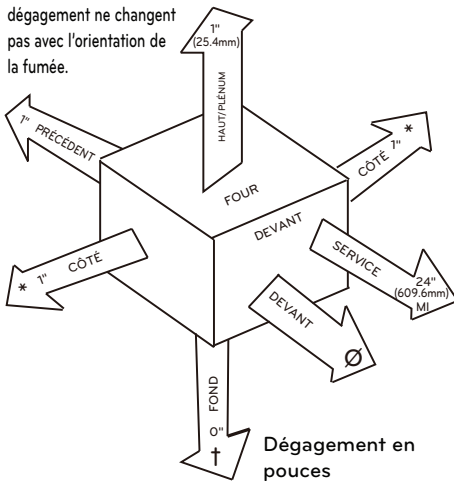 dégagement ne changent
pas avec l'orientation de
la fumée.
1"
(25.4mm)
HAUT/PLÉNUM
1" PRÉCÉDENT
CÔTÉ 1" *
FOUR
DEVANT
* 1" CÔTÉ
SERVICE
24"
(609.6mm)
MI
DEVANT
Ø
FOND
0"
†
Dégagement en
pouces